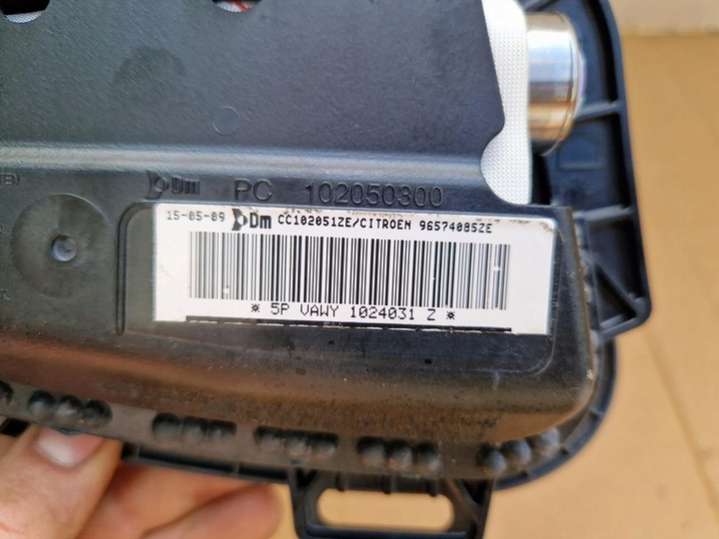 Dm PC 102050300
15-05-09 Dm CC102051ZE/CITROEN 96574085ZE
* 5P VAWY 1024031 Z *